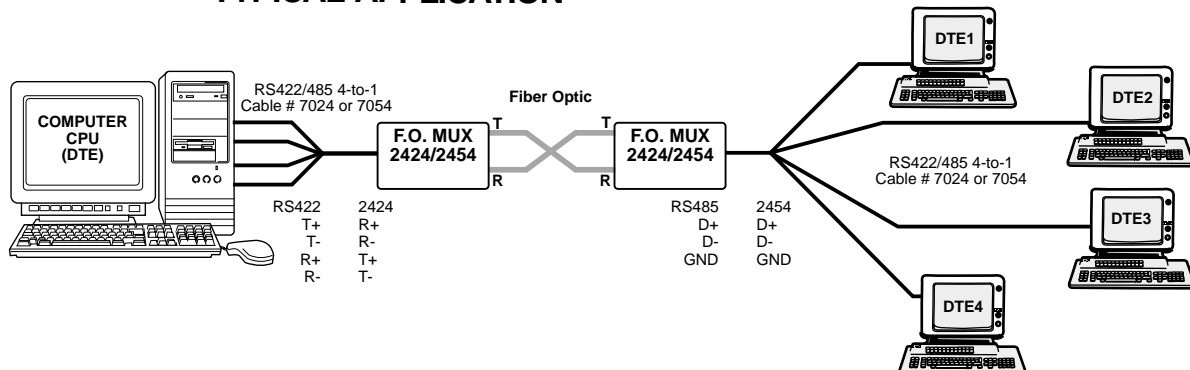 TYPICAL APPLICATION
COMPUTER
CPU
(DTE)
RS422/485 4-to-1
Cable # 7024 or 7054
F.O. MUX
2424/2454
T
R
Fiber Optic
T
R
F.O. MUX
2424/2454
RS422 2424
T+ R+
T- R-
R+ T+
R- T-
RS485 2454
D+ D+
D- D-
GND GND
RS422/485 4-to-1
Cable # 7024 or 7054
DTE1
DTE2
DTE3
DTE4